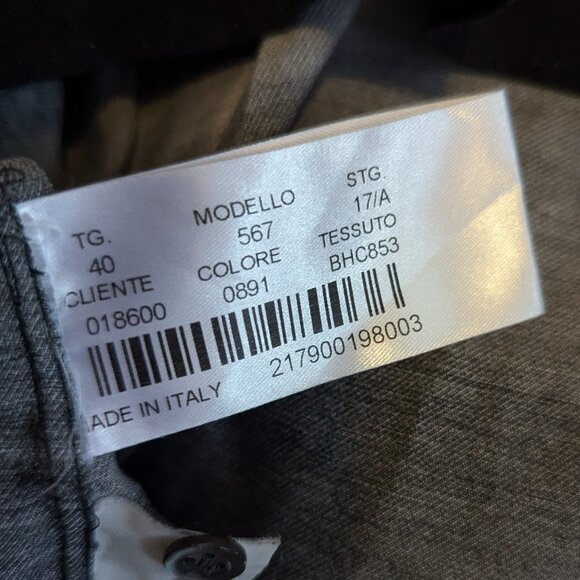 TG. MODELLO STG.
40 567 17/A
CLIENTE COLORE TESSUTO
018600 0891 BHC853
217900198003
MADE IN ITALY